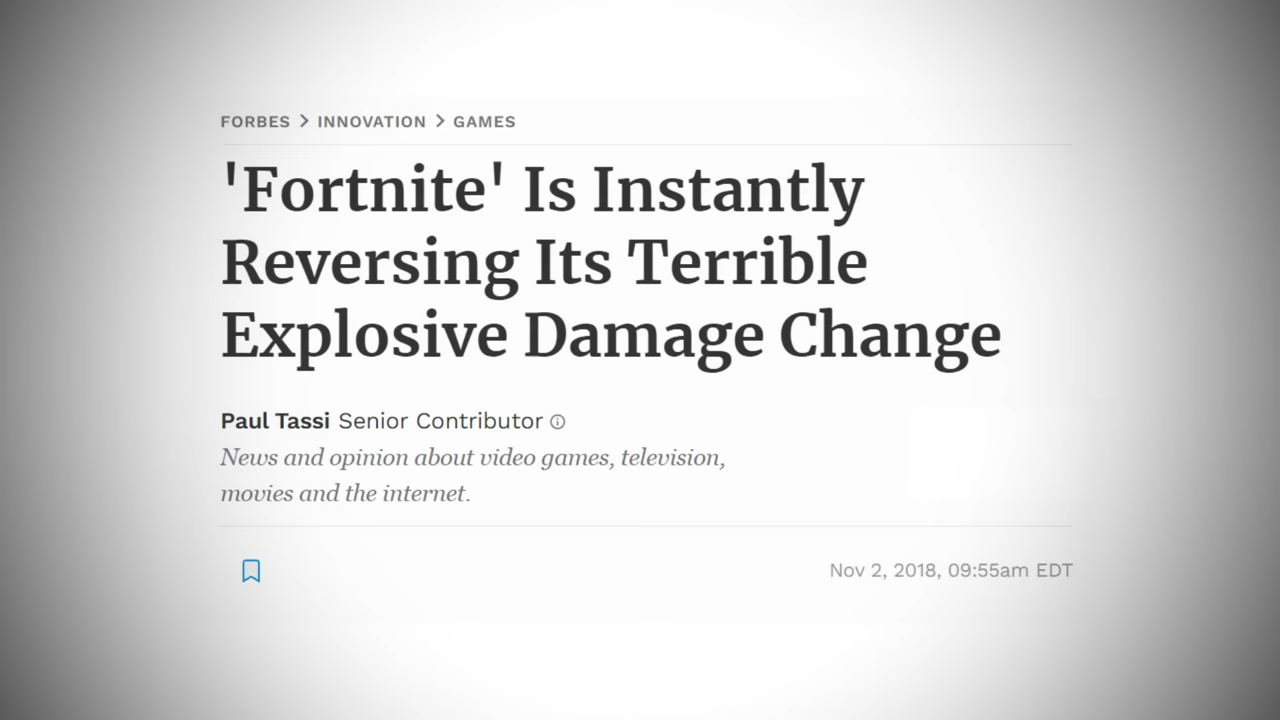 FORBES > INNOVATION > GAMES
'Fortnite' Is Instantly
Reversing Its Terrible
Explosive Damage Change
Paul Tassi Senior Contributor
News and opinion about video games, television,
movies and the internet.
Nov 2, 2018, 09:55am EDT